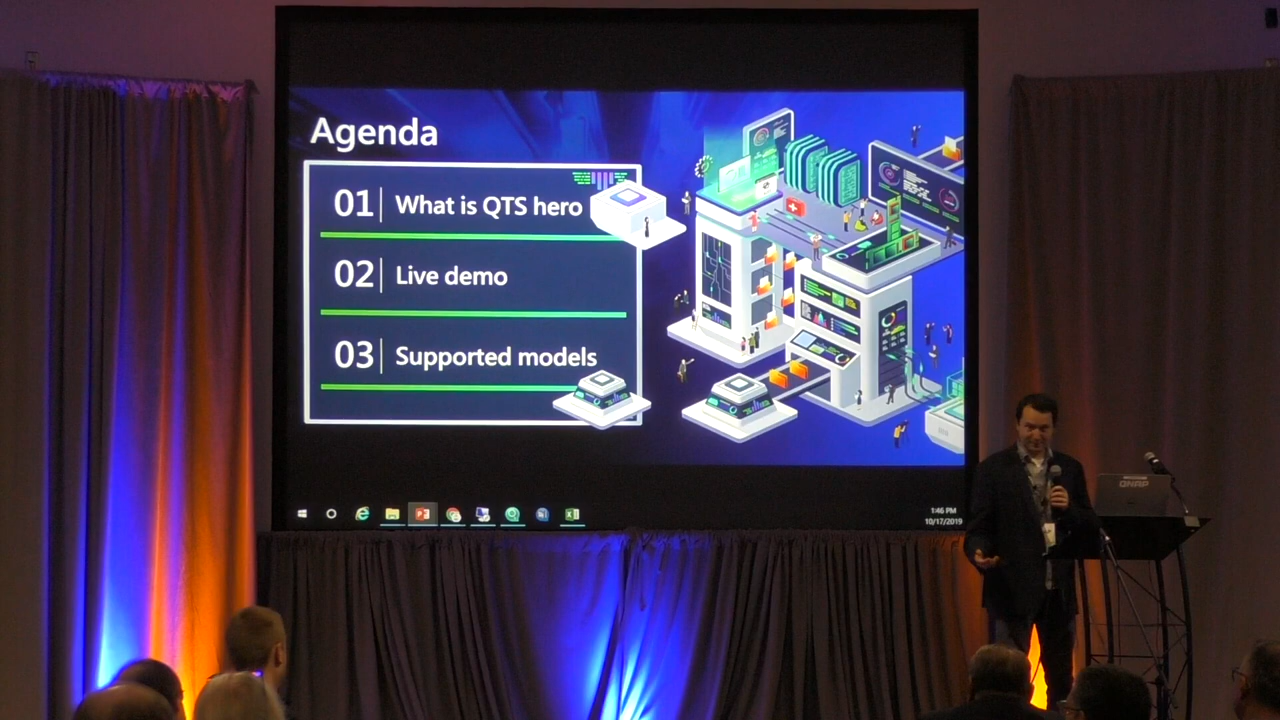 Agenda
01 What is QTS hero
02 Live demo
03 Supported models
1:46 PM
10/17/2019
QNAP